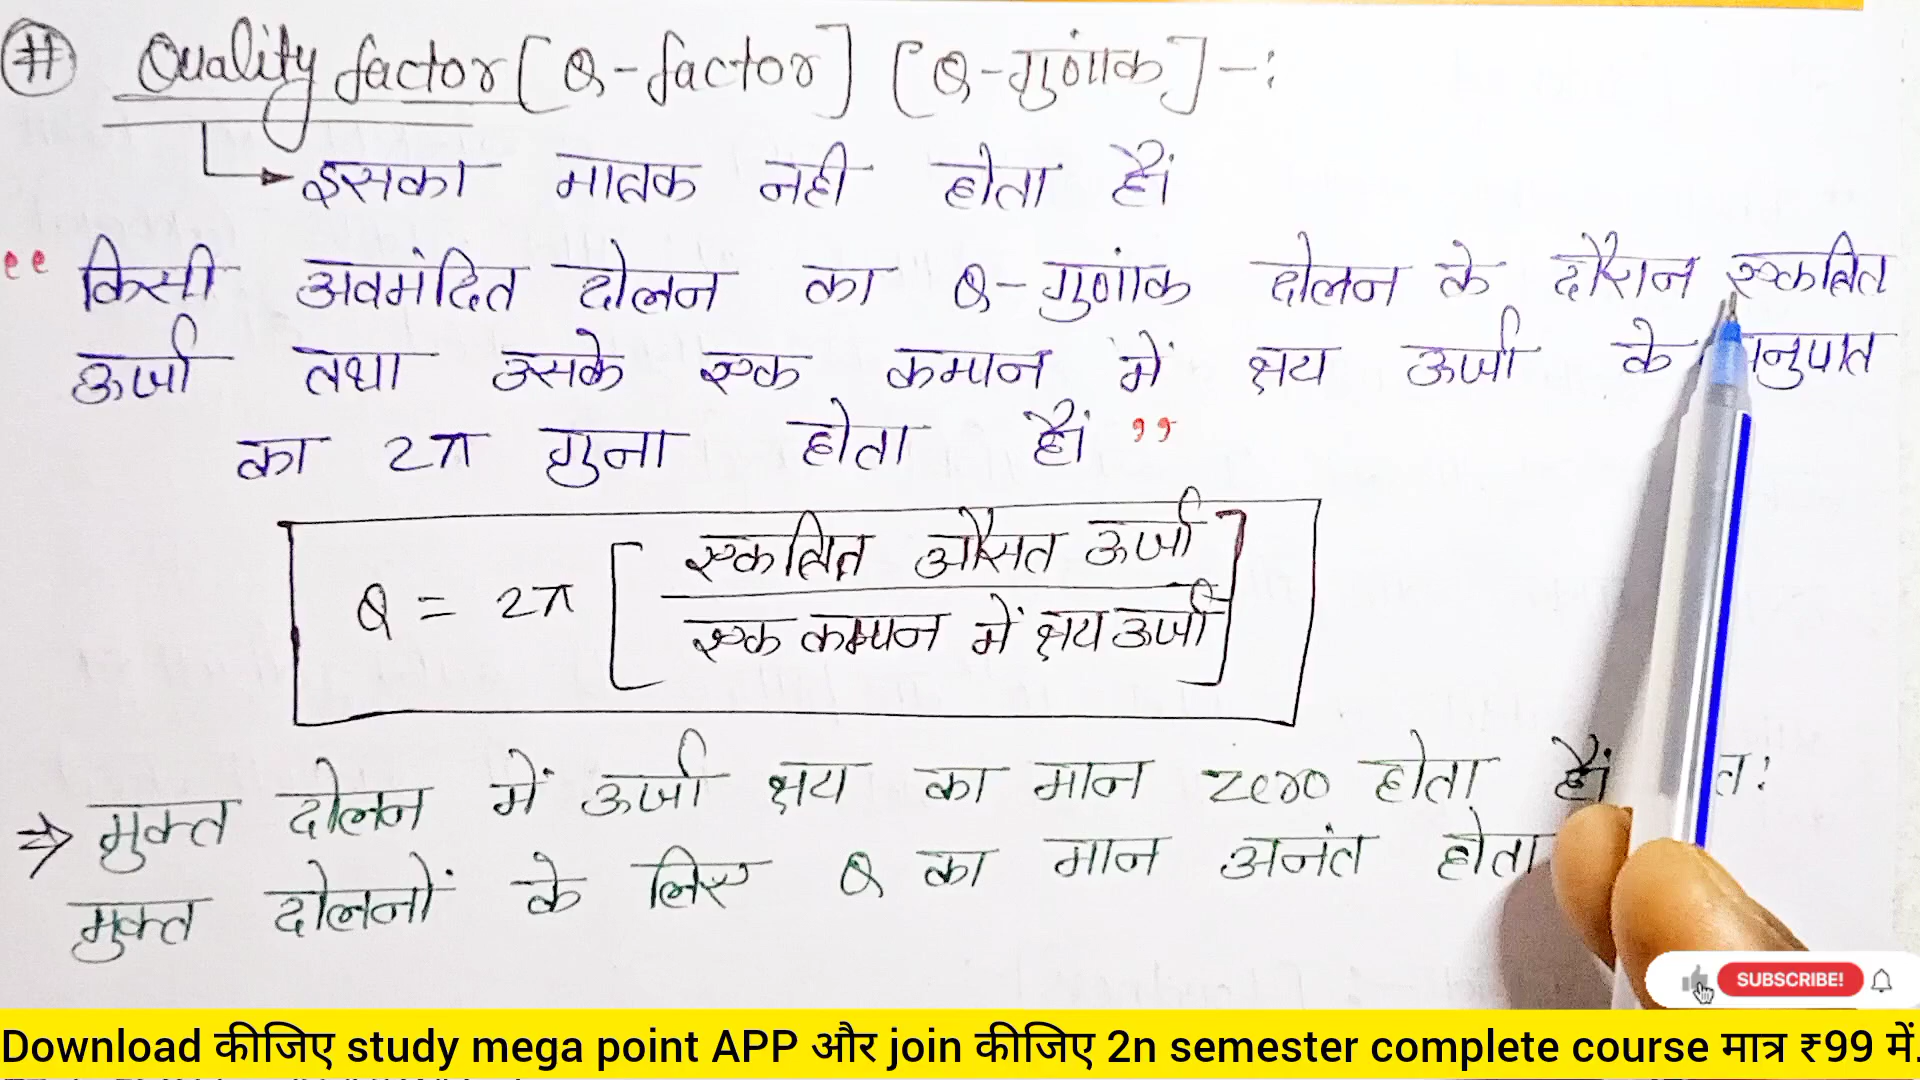 # Quality factor [Q-factor] [Q-गुणांक] -:
इसका मात्रक नही होता हैं
"किसी अवमंदित दोलन का Q-गुणांक दोलन के दौरान एकत्रित
ऊर्जा तथा उसके एक कम्पन में क्षय ऊर्जा के अनुपात
का 2π गुना होता हैं"
Q = 2π [एकत्रित औसत ऊर्जा
एक कम्पन में क्षय ऊर्जा]
⇒ मुक्त दोलन में ऊर्जा क्षय का मान zero होता हैं
मुक्त दोलनों के लिए Q का मान अनंत होता
SUBSCRIBE!
Download कीजिए study mega point APP और join कीजिए 2n semester complete course मात्र ₹99 में.